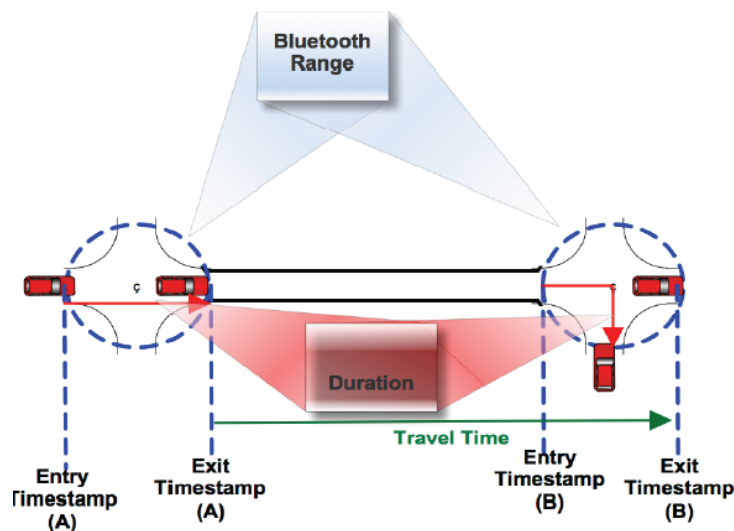 Bluetooth
Range
ç
ç
Duration
Travel Time
Entry
Timestamp
(A)
Exit
Timestamp
(A)
Entry
Timestamp
(B)
Exit
Timestamp
(B)